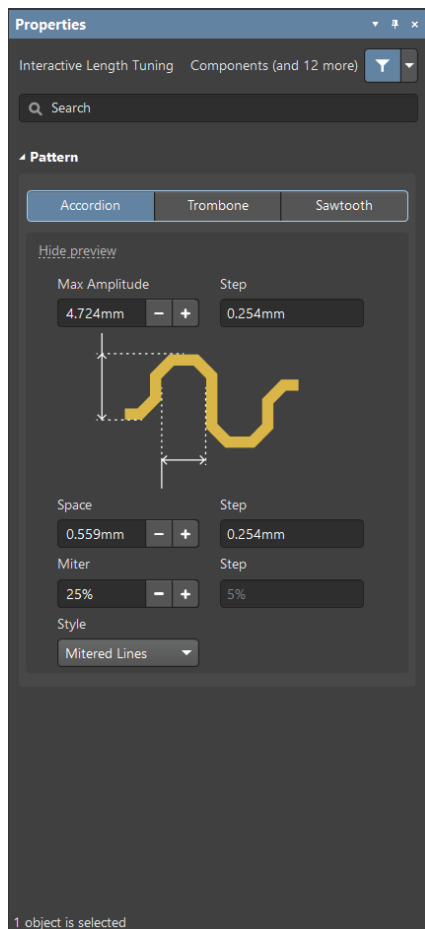 Properties
Interactive Length Tuning Components (and 12 more)
Search
Pattern
Accordion Trombone Sawtooth
Hide preview
Max Amplitude Step
4.724mm 0.254mm
Space Step
0.559mm 0.254mm
Miter Step
25% 5%
Style
Mitered Lines
1 object is selected